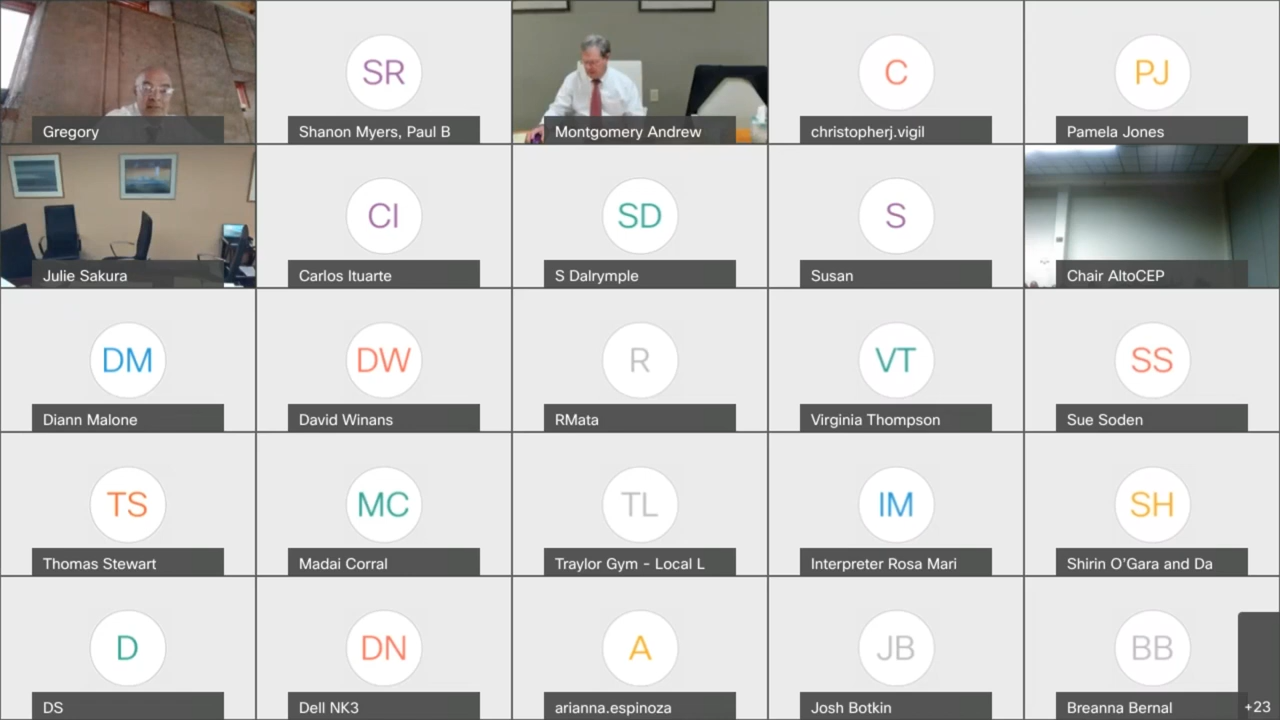 Gregory
SR
Shanon Myers, Paul B
Montgomery Andrew
C
christopherj.vigil
PJ
Pamela Jones
Julie Sakura
CI
Carlos Ituarte
SD
S Dalrymple
S
Susan
Chair AltoCEP
DM
Diann Malone
DW
David Winans
R
RMata
VT
Virginia Thompson
SS
Sue Soden
TS
Thomas Stewart
MC
Madai Corral
TL
Traylor Gym - Local L
IM
Interpreter Rosa Mari
SH
Shirin O'Gara and Da
D
DS
DN
Dell NK3
A
arianna.espinoza
JB
Josh Botkin
BB
Breanna Bernal
+23